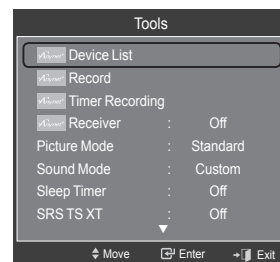 Tools
Device List
Record
Timer Recording
Receiver : Off
Picture Mode : Standard
Sound Mode : Custom
Sleep Timer : Off
SRS TS XT : Off
Move Enter Exit